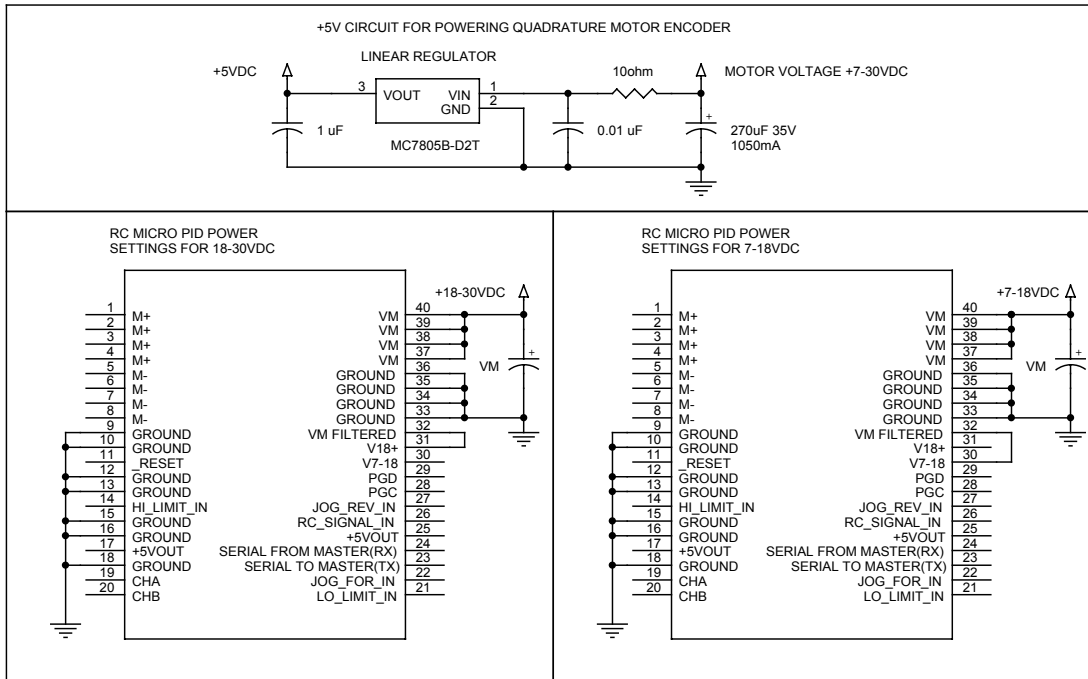 +5V CIRCUIT FOR POWERING QUADRATURE MOTOR ENCODER
LINEAR REGULATOR
+5VDC
10ohm
MOTOR VOLTAGE +7-30VDC
3
VOUT
VIN
1
GND
2
1 uF
MC7805B-D2T
0.01 uF
+
270uF 35V
1050mA
RC MICRO PID POWER
SETTINGS FOR 18-30VDC
+18-30VDC
1 M+
2 M+
3 M+
4 M+
5 M-
6 M-
7 M-
8 M-
9 GROUND
10 GROUND
11 _RESET
12 GROUND
13 GROUND
14 HI_LIMIT_IN
15 GROUND
16 GROUND
17 +5VOUT
18 GROUND
19 CHA
20 CHB
VM 40
VM 39
VM 38
VM 37
GROUND 36
GROUND 35
GROUND 34
GROUND 33
VM FILTERED 32
V18+ 31
V7-18 30
PGD 29
PGC 28
JOG_REV_IN 27
RC_SIGNAL_IN 26
+5VOUT 25
SERIAL FROM MASTER(RX) 24
SERIAL TO MASTER(TX) 23
JOG_FOR_IN 22
LO_LIMIT_IN 21
VM
+
RC MICRO PID POWER
SETTINGS FOR 7-18VDC
+7-18VDC
1 M+
2 M+
3 M+
4 M+
5 M-
6 M-
7 M-
8 M-
9 GROUND
10 GROUND
11 _RESET
12 GROUND
13 GROUND
14 HI_LIMIT_IN
15 GROUND
16 GROUND
17 +5VOUT
18 GROUND
19 CHA
20 CHB
VM 40
VM 39
VM 38
VM 37
GROUND 36
GROUND 35
GROUND 34
GROUND 33
VM FILTERED 32
V18+ 31
V7-18 30
PGD 29
PGC 28
JOG_REV_IN 27
RC_SIGNAL_IN 26
+5VOUT 25
SERIAL FROM MASTER(RX) 24
SERIAL TO MASTER(TX) 23
JOG_FOR_IN 22
LO_LIMIT_IN 21
VM
+